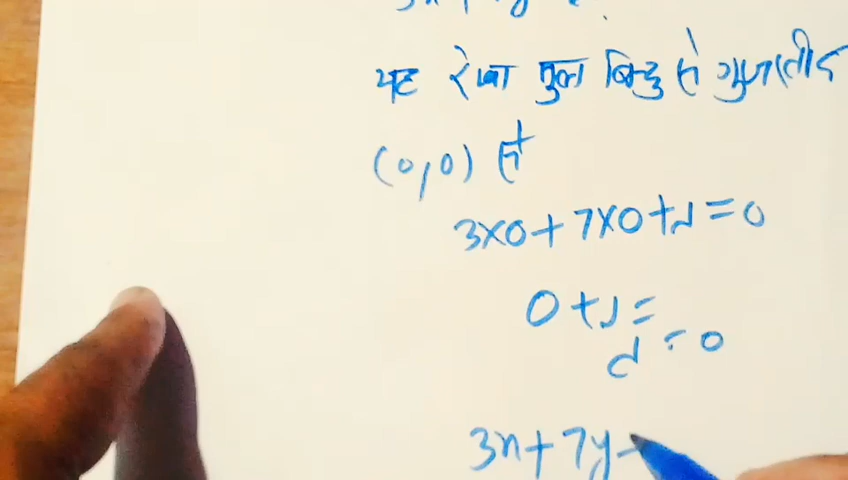 यह रेखा मुल बिन्दु से गुजरती है
(0,0) से
3×0+7×0+λ=0
0+λ=
λ=0
3x+7y+